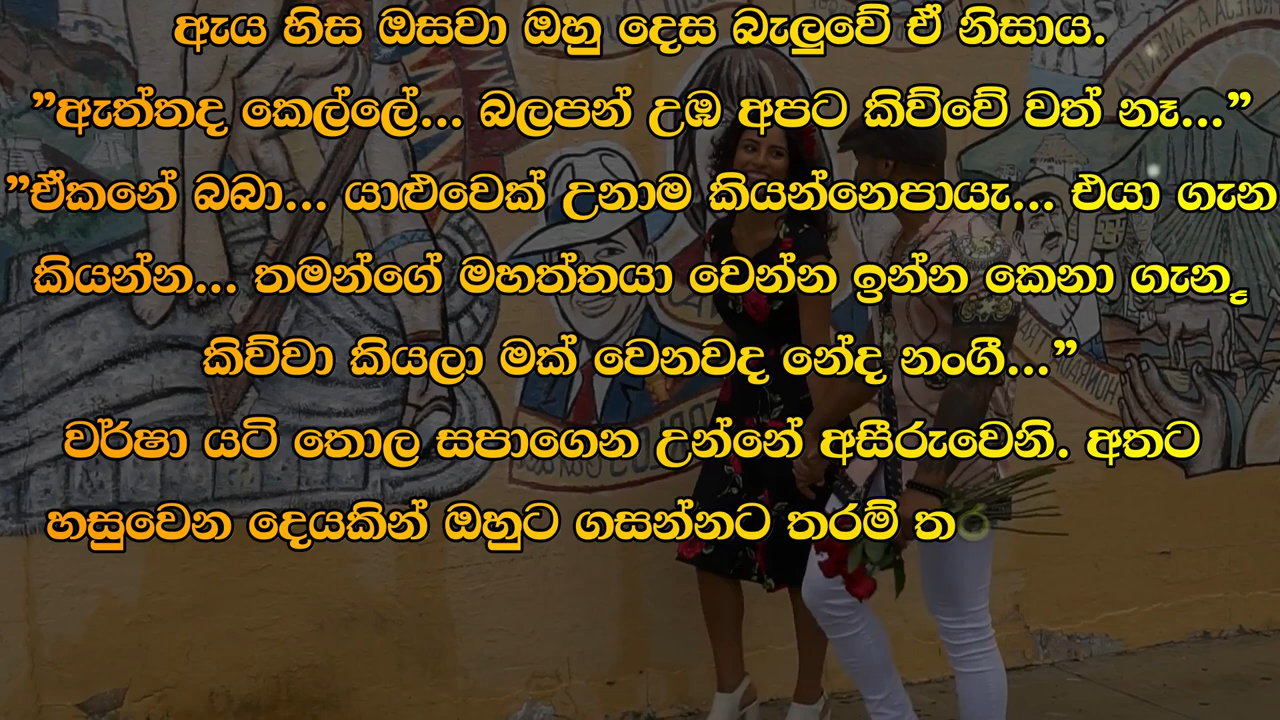 ඇය හිස ඔසවා ඔහු දෙස බැලුවේ ඒ නිසාය.
”ඇත්තද කෙල්ලේ... බලපන් උඹ අපට කිව්වේ වත් නෑ...”
”ඒකනේ බබා... යාළුවෙක් උනාම කියන්නෙපායැ... එයා ගැන
කියන්න... තමන්ගේ මහත්තයා වෙන්න ඉන්න කෙනා ගැනෑ
කිව්වා කියලා මක් වෙනවද නේද නංගී...”
වර්ෂා යටි තොල සපාගෙන උන්නේ අසීරුවෙනි. අතට
හසුවෙන දෙයකින් ඔහුට ගසන්නට තරම් ත